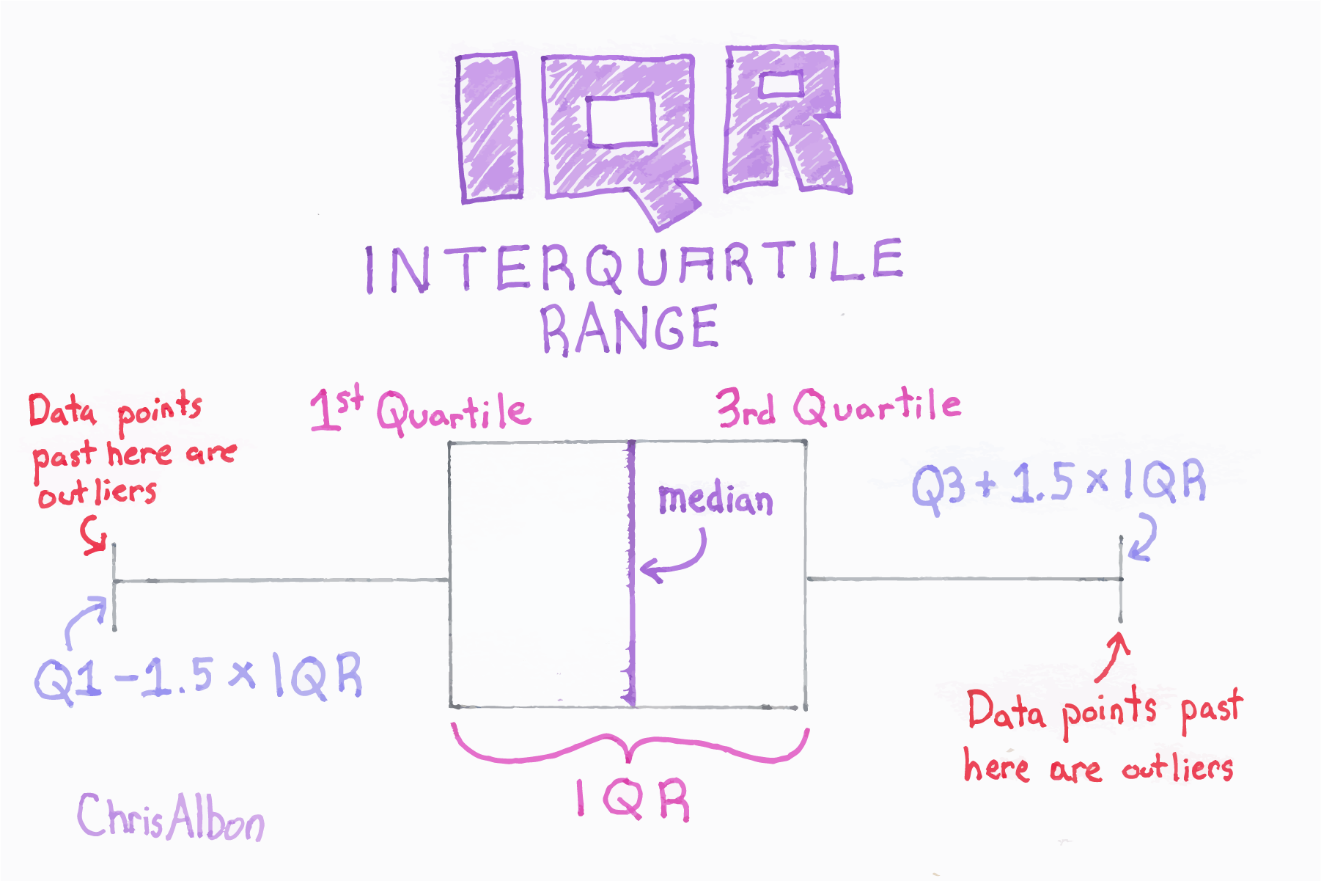 IQR
INTERQUARTILE
RANGE
Data points
past here are
outliers
1st Quartile
3rd Quartile
median
Q3 + 1.5 × IQR
Q1 - 1.5 × IQR
Data points past
here are outliers
IQR
ChrisAlbon